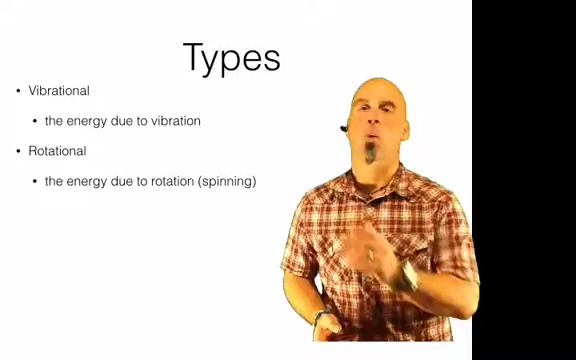 Types
• Vibrational
• the energy due to vibration
• Rotational
• the energy due to rotation (spinning)